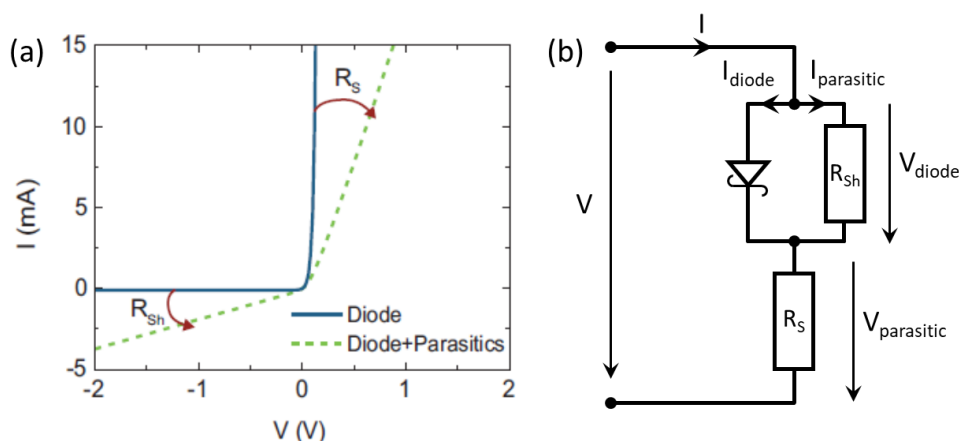 (a)
15
10
5
0
-5
I (mA)
-2
-1
0
1
2
V (V)
R_S
R_Sh
Diode
Diode+Parasitics
(b)
I
I_diode
I_parasitic
V
R_Sh
V_diode
R_S
V_parasitic